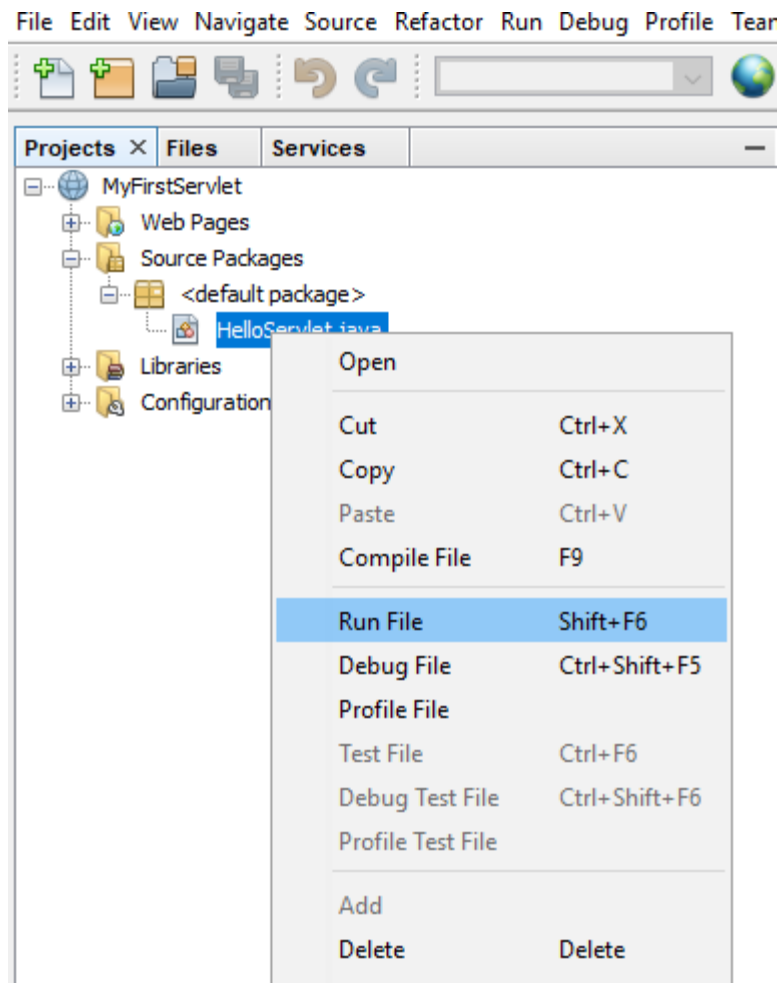 File Edit View Navigate Source Refactor Run Debug Profile Tean
Projects Files Services
MyFirstServlet
Web Pages
Source Packages
<default package>
HelloServlet.java
Libraries
Configuration
Open
Cut Ctrl+X
Copy Ctrl+C
Paste Ctrl+V
Compile File F9
Run File Shift+F6
Debug File Ctrl+Shift+F5
Profile File
Test File Ctrl+F6
Debug Test File Ctrl+Shift+F6
Profile Test File
Add
Delete Delete